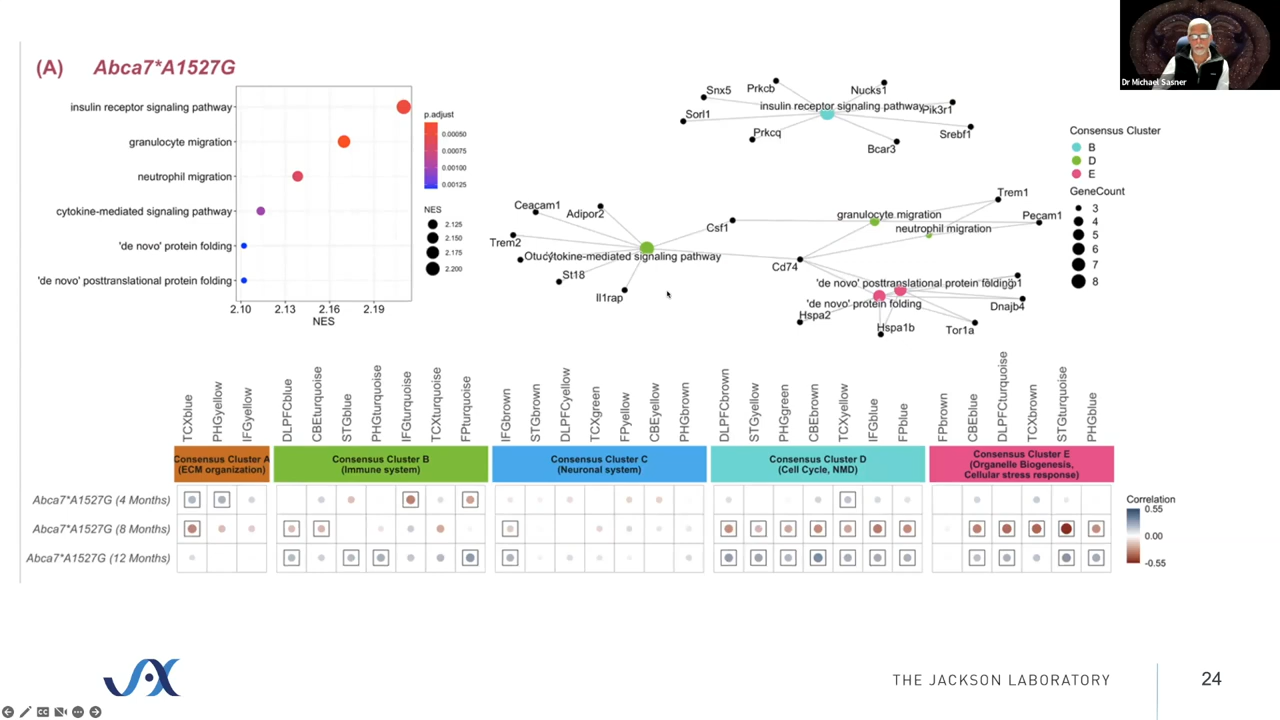 (A) Abca7*A1527G
insulin receptor signaling pathway
granulocyte migration
neutrophil migration
cytokine-mediated signaling pathway
'de novo' protein folding
'de novo' posttranslational protein folding
2.10 2.13 2.16 2.19
NES
p.adjust
0.00050
0.00075
0.00100
0.00125
NES
2.125
2.150
2.175
2.200
Snx5
Prkcb
Nucks1
insulin receptor signaling pathway
Pik3r1
Sorl1
Prkcq
Srebf1
Bcar3
Ceacam1
Adipor2
Trem2
Csf1
cytokine-mediated signaling pathway
St18
Il1rap
Trem1
granulocyte migration
Pecam1
neutrophil migration
Cd74
'de novo' posttranslational protein folding
'de novo' protein folding
Dnajb4
Hspa2
Hspa1b
Tor1a
Consensus Cluster
B
D
E
GeneCount
3
4
5
6
7
8
TCXblue
PHGyellow
IFGyellow
DLPFCblue
CBEturquoise
STGblue
PHGturquoise
IFGturquoise
TCXturquoise
FPturquoise
IFGbrown
STGbrown
DLPFCyellow
TCXgreen
FPyellow
CBEyellow
PHGbrown
DLPFCbrown
STGyellow
PHGgreen
CBEbrown
TCXyellow
IFGblue
FPblue
FPbrown
CBEblue
DLPFCturquoise
TCXbrown
STGturquoise
PHGblue
Consensus Cluster A
(ECM organization)
Consensus Cluster B
(Immune system)
Consensus Cluster C
(Neuronal system)
Consensus Cluster D
(Cell Cycle, NMD)
Consensus Cluster E
(Organelle Biogenesis,
Cellular stress response)
Abca7*A1527G (4 Months)
Abca7*A1527G (8 Months)
Abca7*A1527G (12 Months)
Correlation
0.55
0.00
-0.55
Dr Michael Sasner
THE JACKSON LABORATORY
24